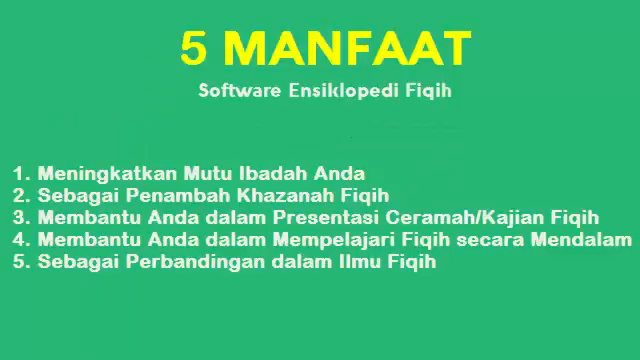 5 MANFAAT
Software Ensiklopedi Fiqih
1. Meningkatkan Mutu Ibadah Anda
2. Sebagai Penambah Khazanah Fiqih
3. Membantu Anda dalam Presentasi Ceramah/Kajian Fiqih
4. Membantu Anda dalam Mempelajari Fiqih secara Mendalam
5. Sebagai Perbandingan dalam Ilmu Fiqih